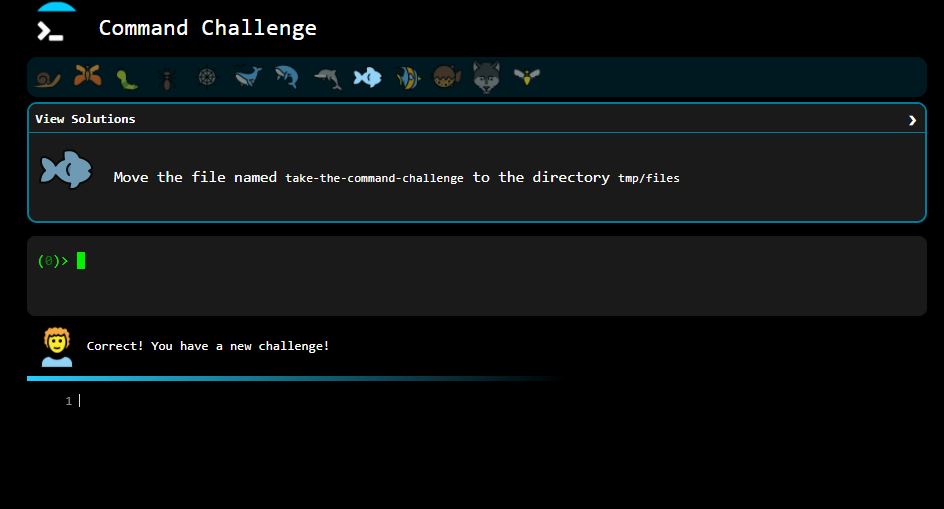 Command Challenge
View Solutions
Move the file named take-the-command-challenge to the directory tmp/files
(0)>
Correct! You have a new challenge!
1